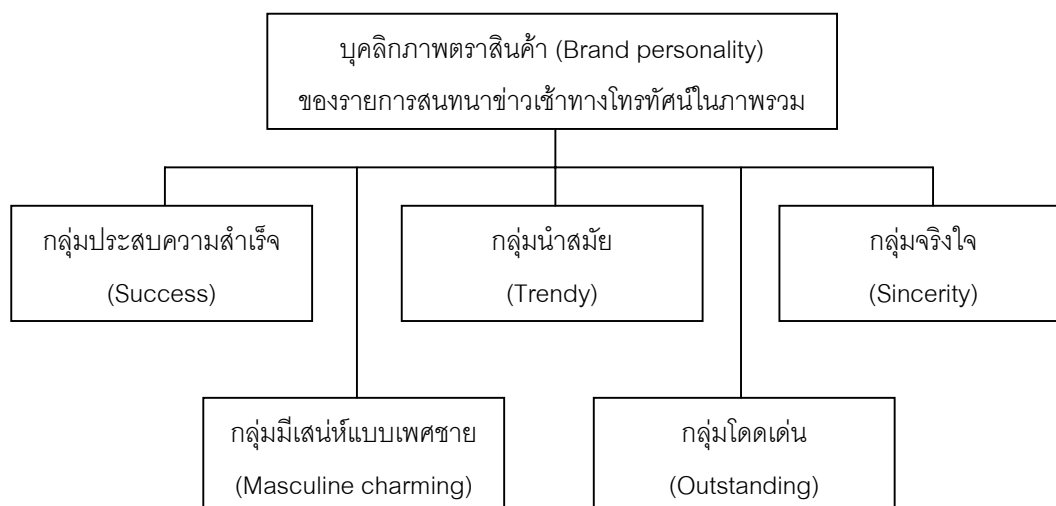 บุคลิกภาพตราสินค้า (Brand personality)
ของรายการสนทนาข่าวเช้าทางโทรทัศน์ในภาพรวม
กลุ่มประสบความสำเร็จ
(Success)
กลุ่มนำสมัย
(Trendy)
กลุ่มจริงใจ
(Sincerity)
กลุ่มมีเสน่ห์แบบเพศชาย
(Masculine charming)
กลุ่มโดดเด่น
(Outstanding)